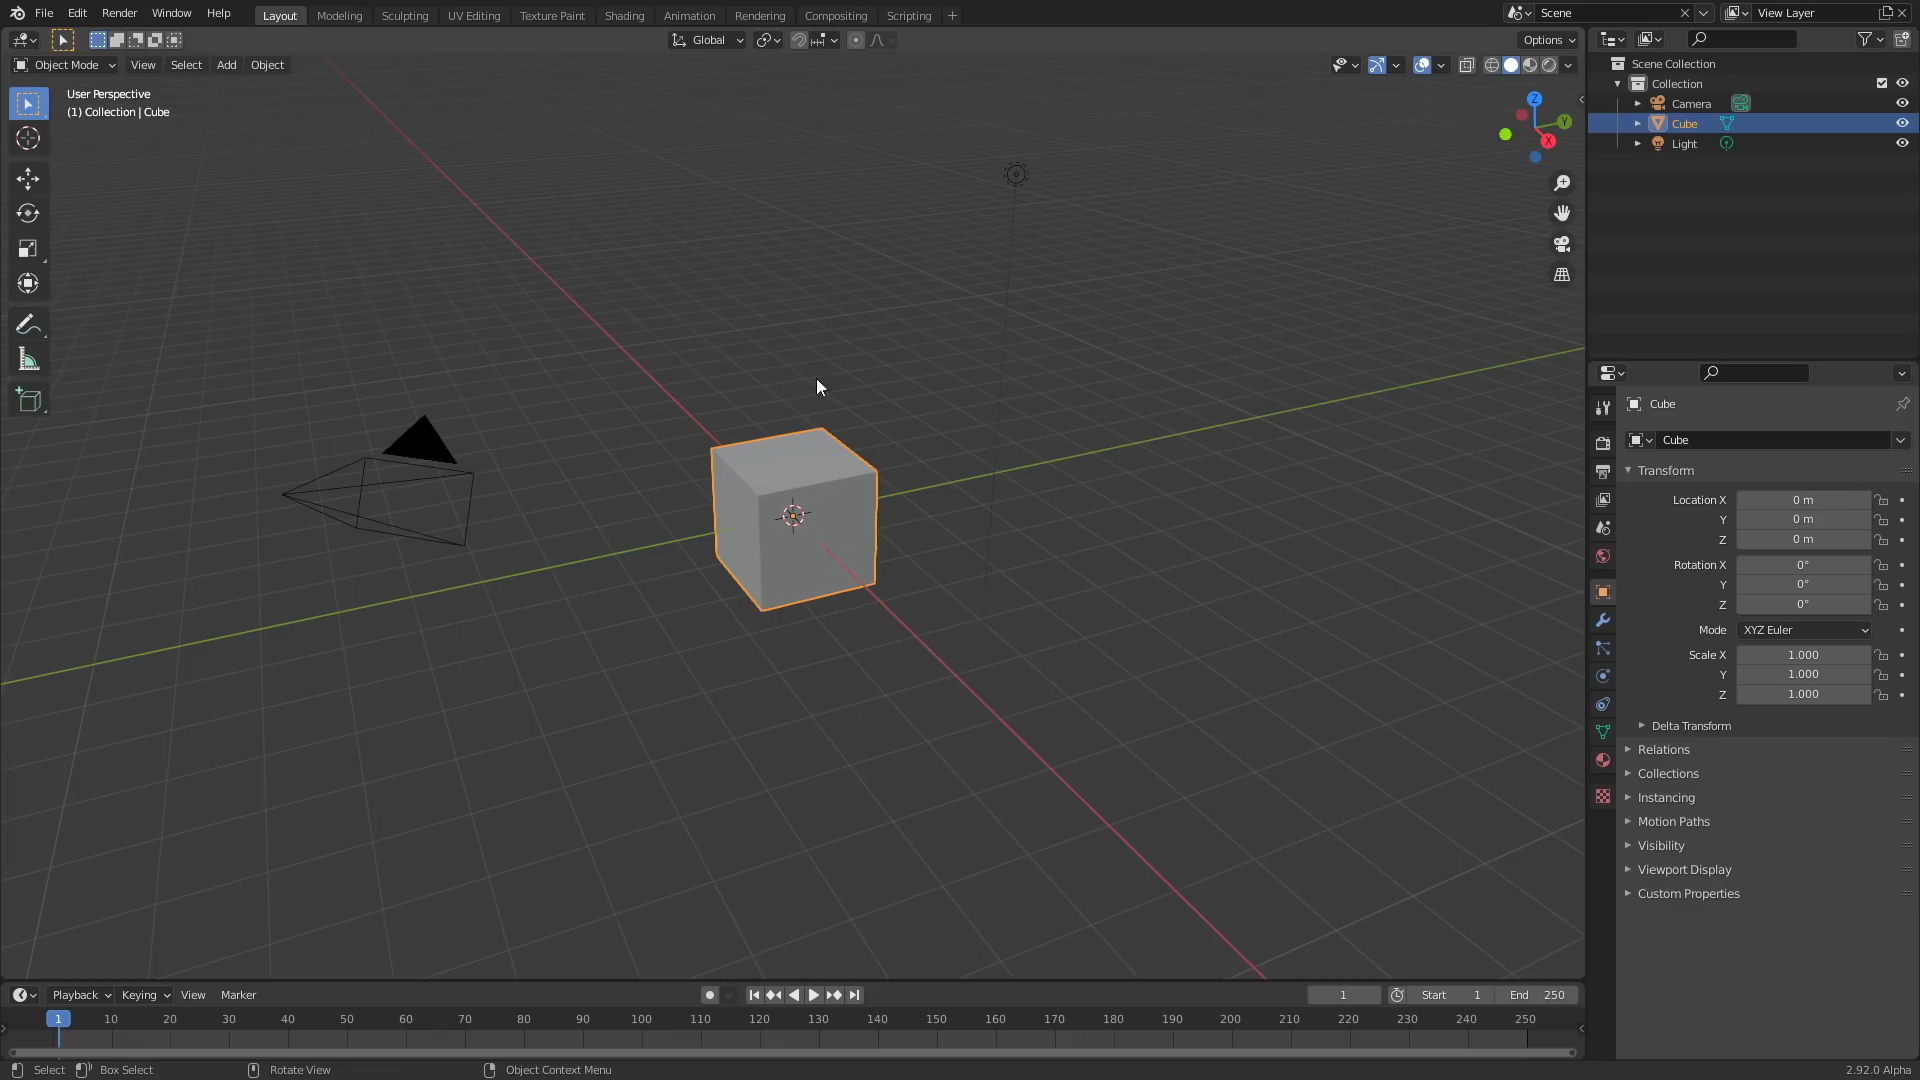 File Edit Render Window Help Layout Modeling Sculpting UV Editing Texture Paint Shading Animation Rendering Compositing Scripting + Scene View Layer
Global Options
Object Mode View Select Add Object
User Perspective
(1) Collection | Cube
Z
Y
X
Scene Collection
Collection
Camera
Cube
Light
Cube
Cube
Transform
Location X 0 m
Y 0 m
Z 0 m
Rotation X 0°
Y 0°
Z 0°
Mode XYZ Euler
Scale X 1.000
Y 1.000
Z 1.000
Delta Transform
Relations
Collections
Instancing
Motion Paths
Visibility
Viewport Display
Custom Properties
Playback Keying View Marker 1 Start 1 End 250
1 10 20 30 40 50 60 70 80 90 100 110 120 130 140 150 160 170 180 190 200 210 220 230 240 250
Select Box Select Rotate View Object Context Menu 2.92.0 Alpha